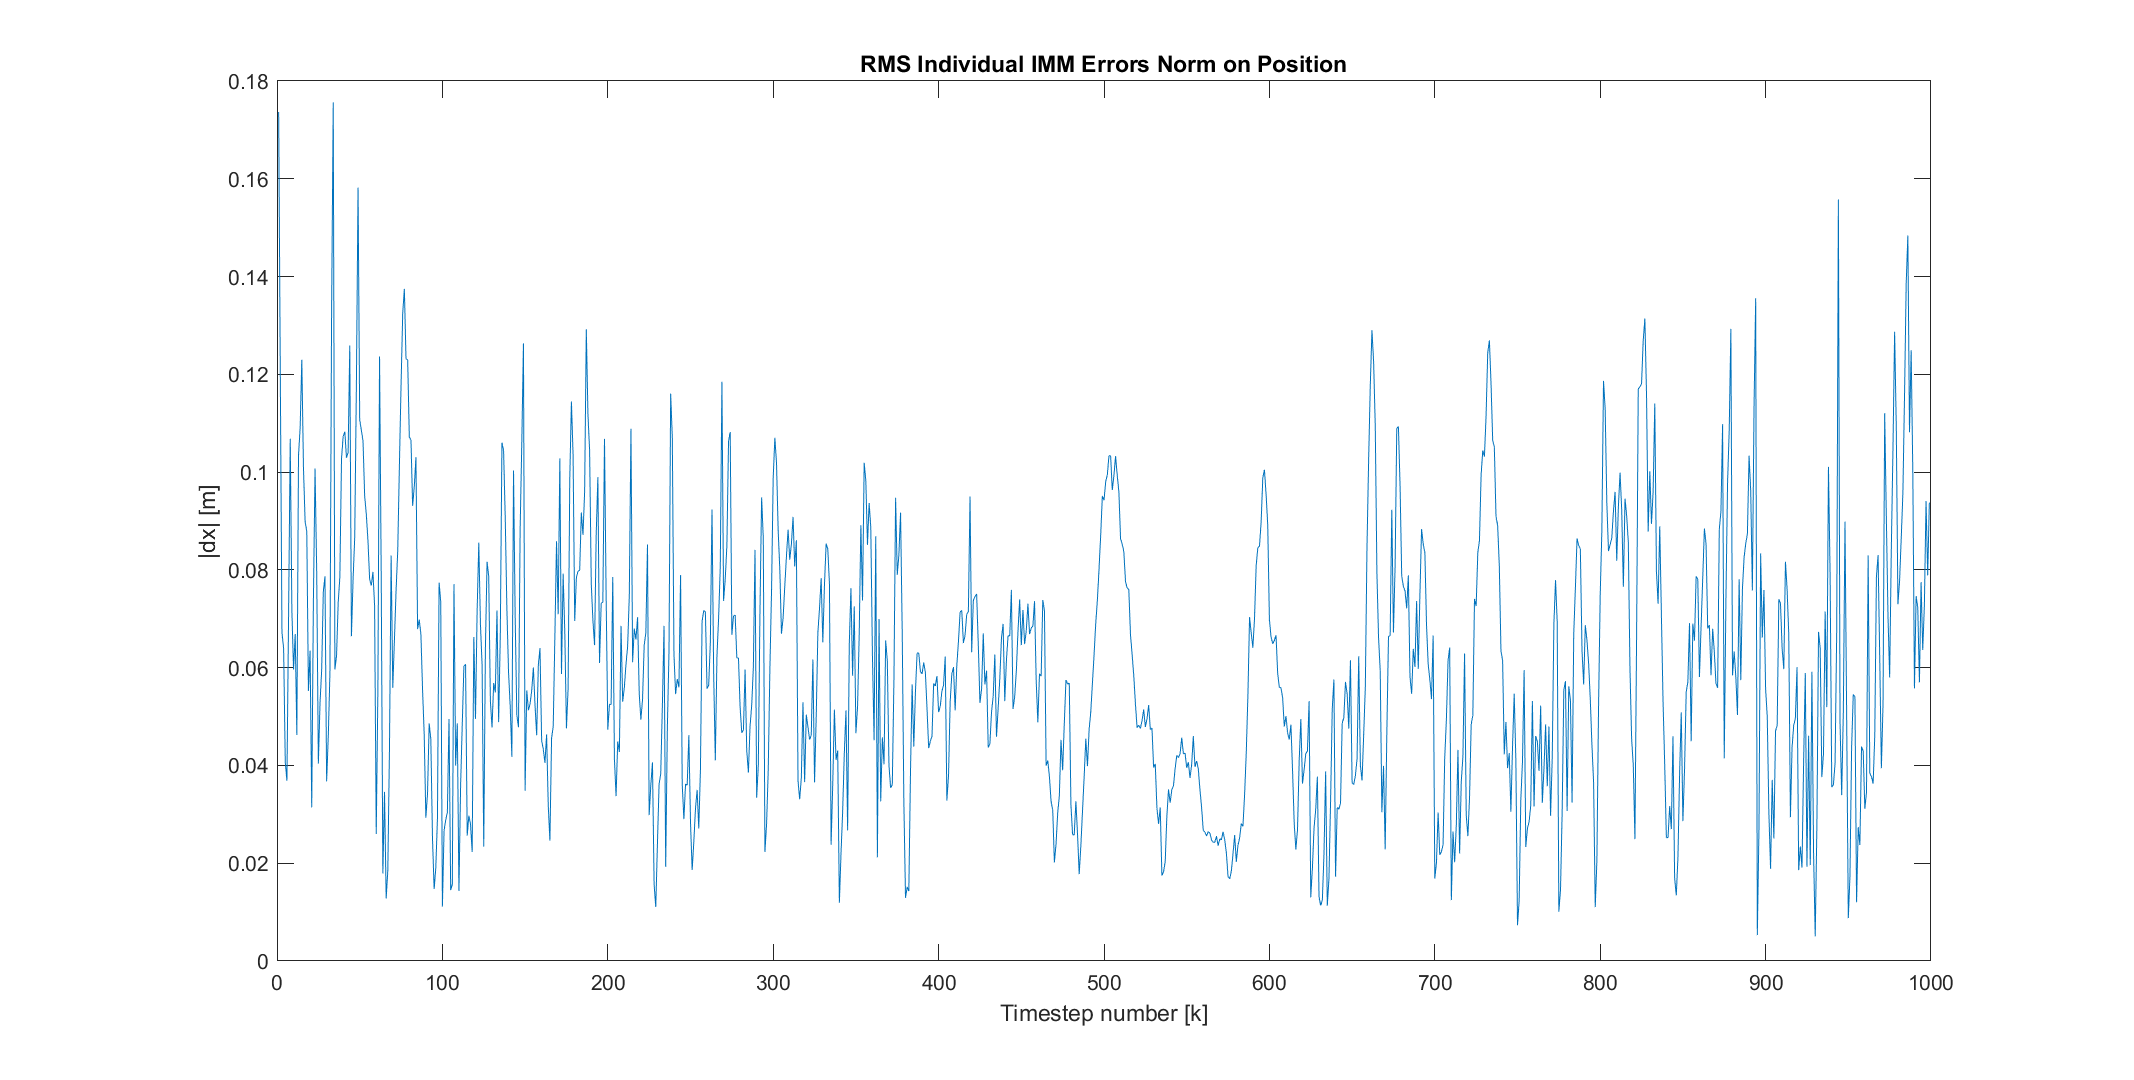 RMS Individual IMM Errors Norm on Position
0.18
0.16
0.14
0.12
0.1
0.08
0.06
0.04
0.02
0
|dx| [m]
0 100 200 300 400 500 600 700 800 900 1000
Timestep number [k]